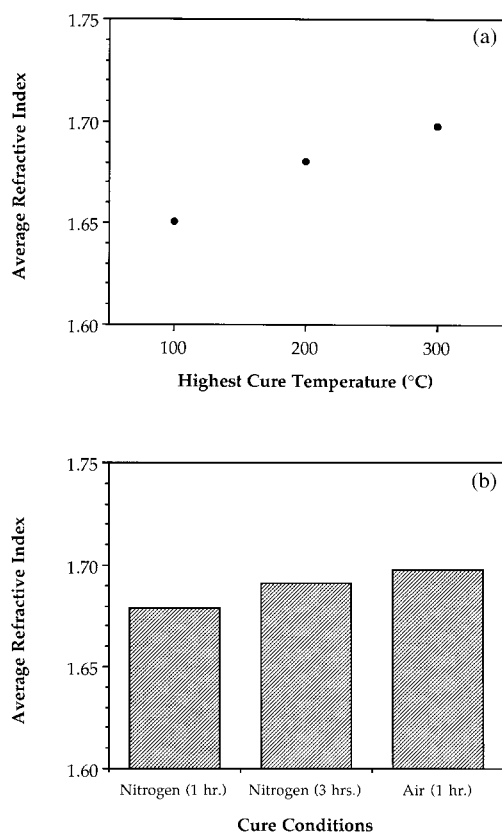 1.75
(a)
1.70
1.65
1.60
Average Refractive Index
100 200 300
Highest Cure Temperature (°C)
1.75
(b)
1.70
1.65
1.60
Average Refractive Index
Nitrogen (1 hr.) Nitrogen (3 hrs.) Air (1 hr.)
Cure Conditions